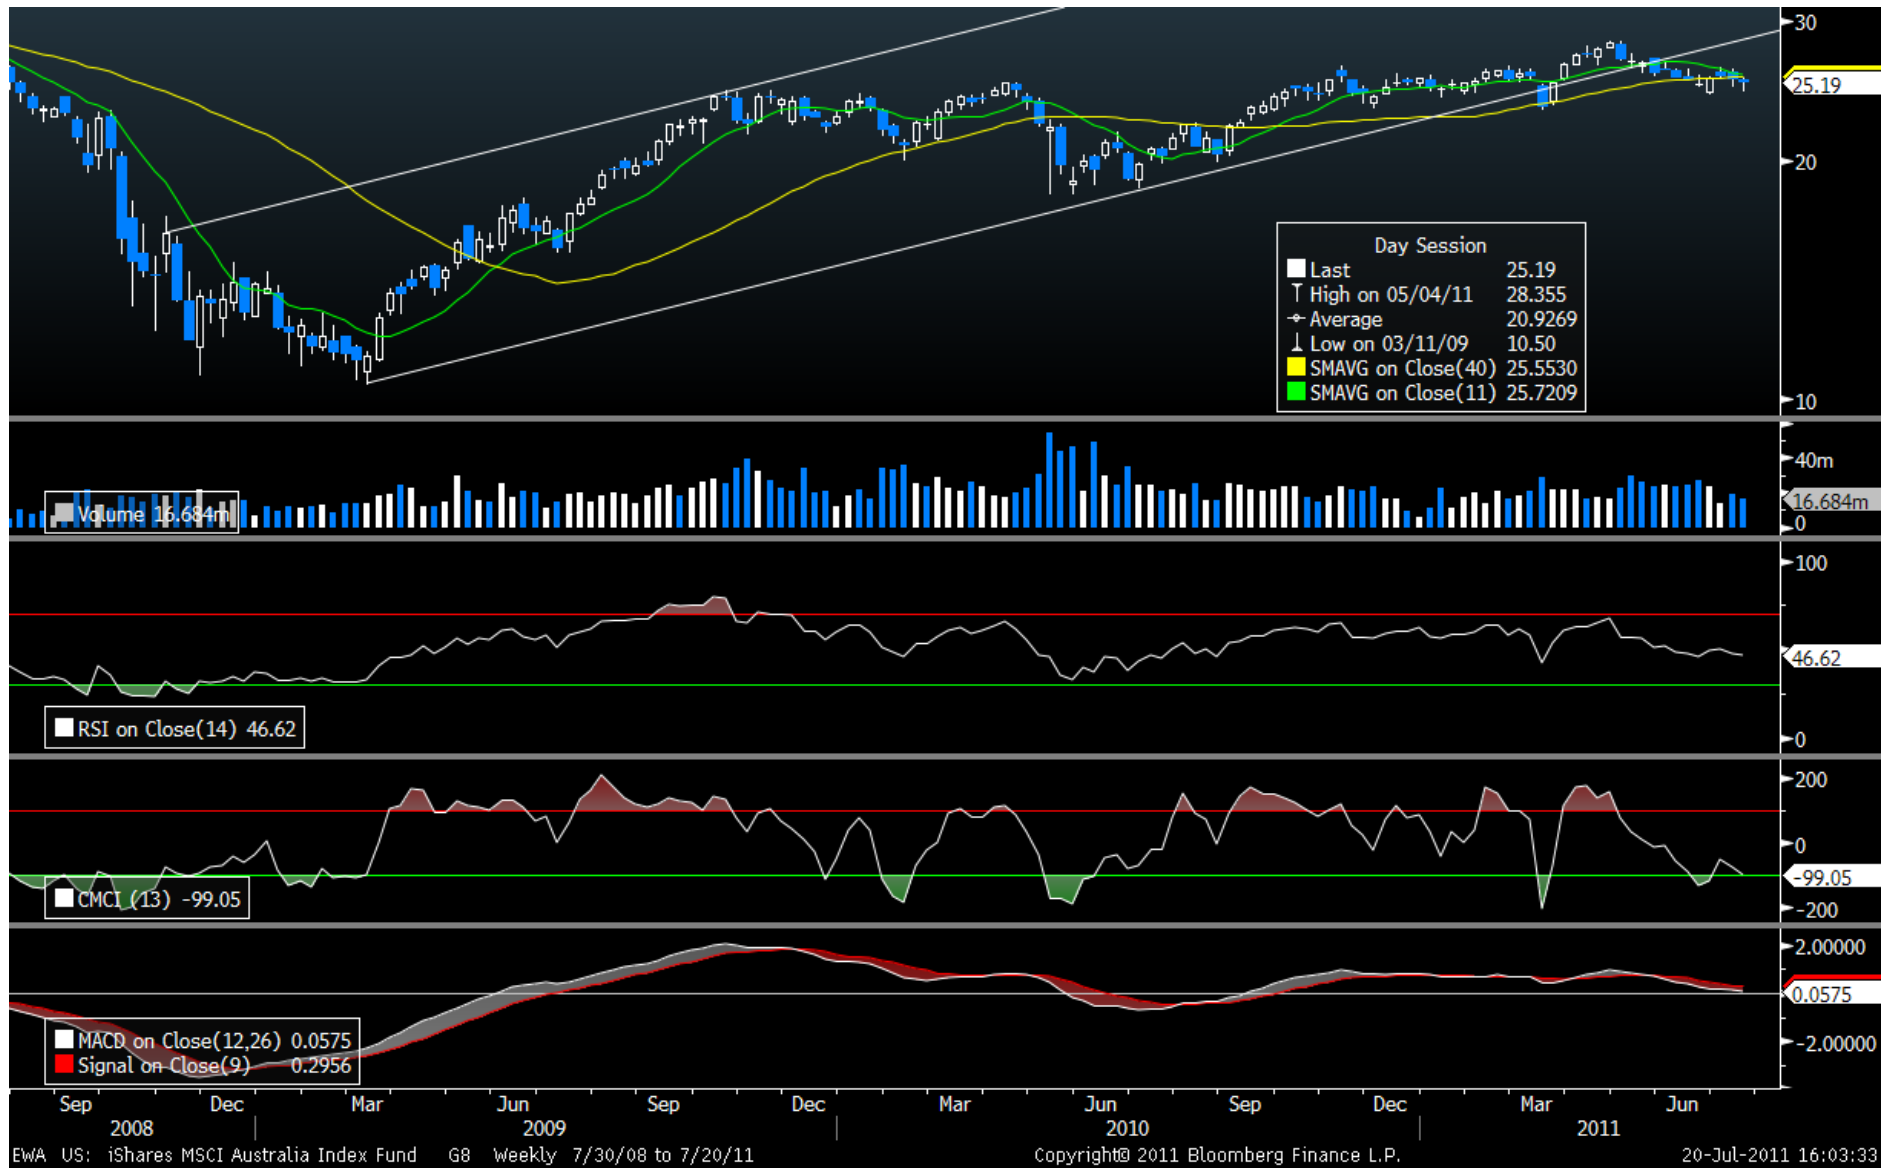 30
25.19
20
10
Day Session
Last 25.19
High on 05/04/11 28.355
Average 20.9269
Low on 03/11/09 10.50
SMAVG on Close(40) 25.5530
SMAVG on Close(11) 25.7209
40m
16.684m
0
Volume 16.684m
100
46.62
0
RSI on Close(14) 46.62
200
0
-99.05
-200
CMCI (13) -99.05
2.00000
0.0575
-2.00000
MACD on Close(12,26) 0.0575
Signal on Close(9) 0.2956
Sep Dec Mar Jun Sep Dec Mar Jun Sep Dec Mar Jun
2008 2009 2010 2011
EWA US: iShares MSCI Australia Index Fund G8 Weekly 7/30/08 to 7/20/11 Copyright© 2011 Bloomberg Finance L.P. 20-Jul-2011 16:03:33